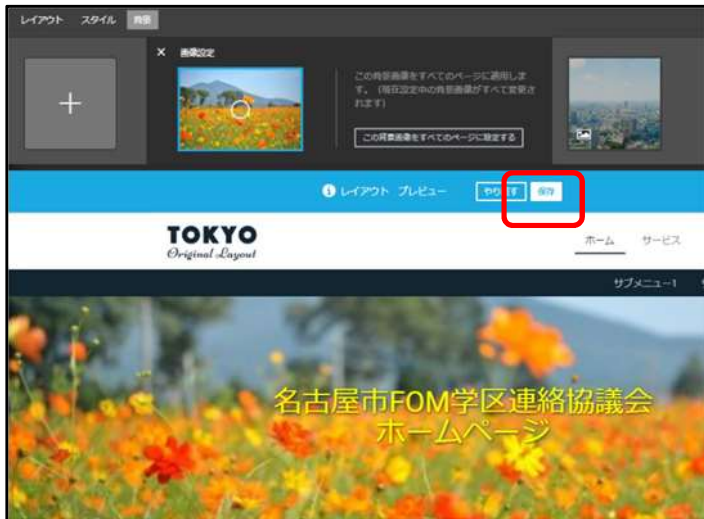 レイアウト スタイル 背景
× 画像設定
この背景画像をすべてのページに適用しま
す。（現在設定中の背景画像がすべて変更さ
れます）
この背景画像をすべてのページに設定する
レイアウト プレビュー やり直す 保存
TOKYO
Original Layout
ホーム サービス
サブメニュー1
名古屋市FOM学区連絡協議会
ホームページ